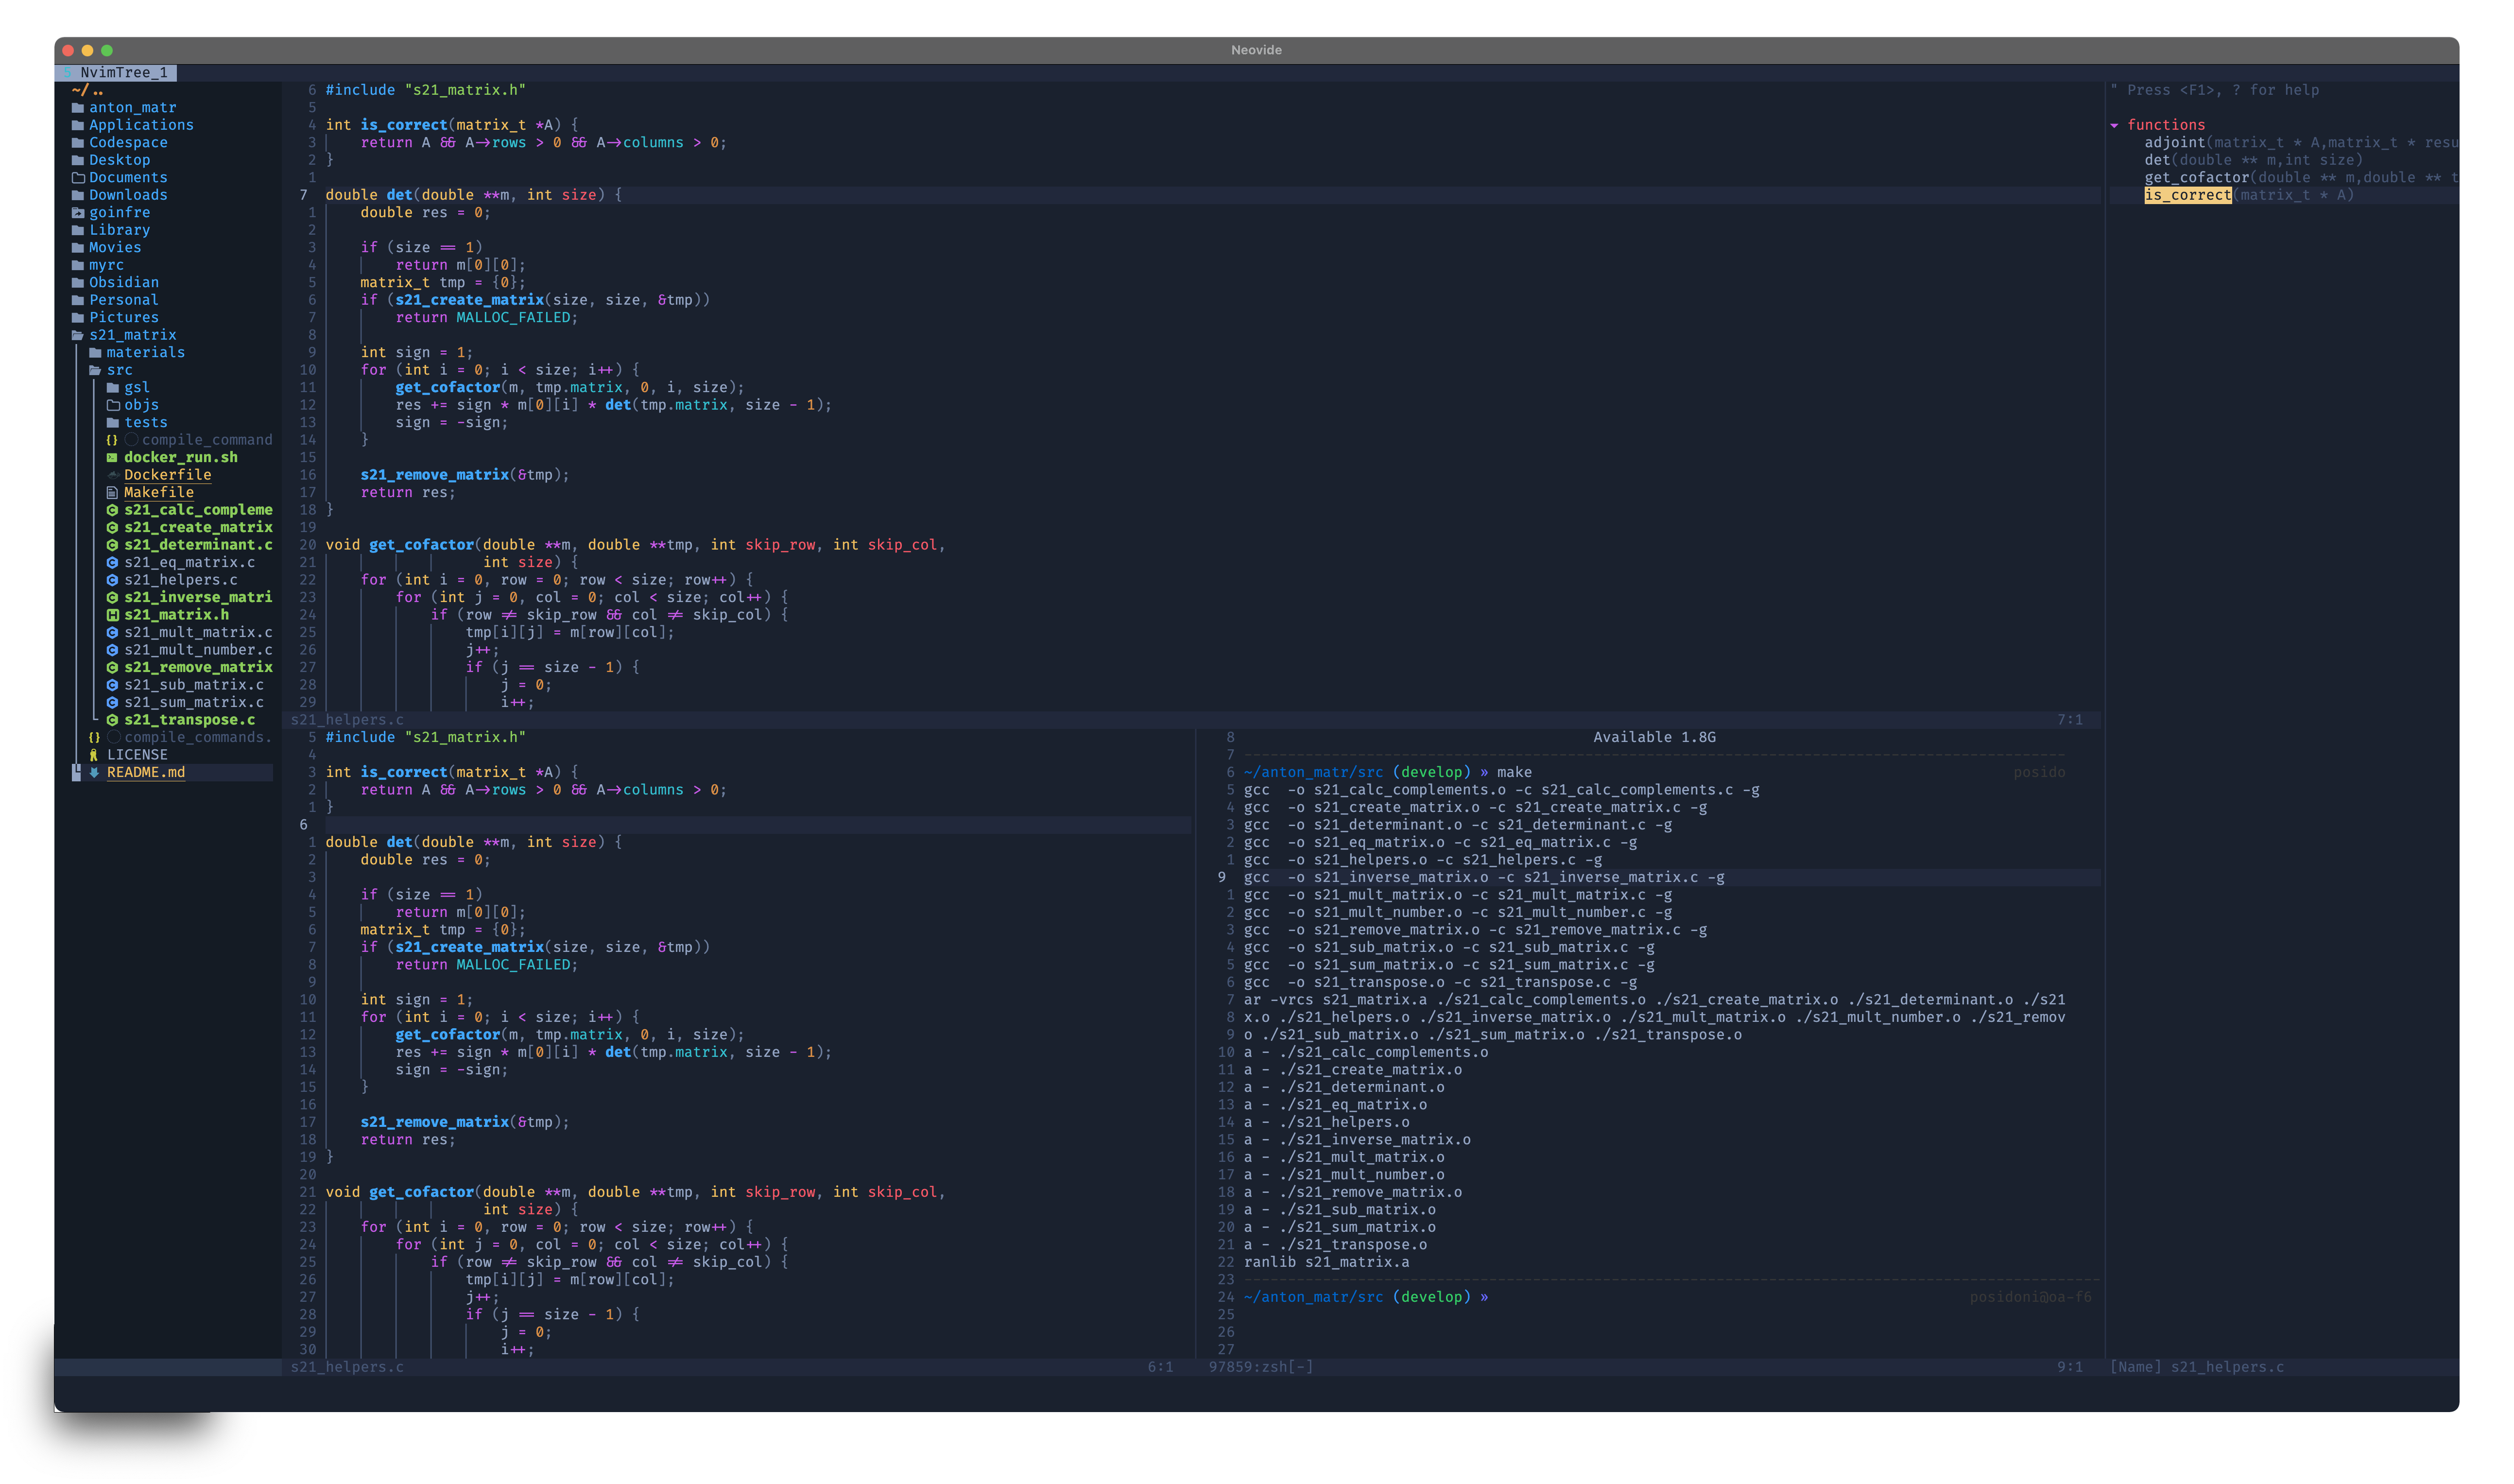 Neovide
NvimTree_1
~/..
anton_matr
Applications
Codespace
Desktop
Documents
Downloads
goinfre
Library
Movies
myrc
Obsidian
Personal
Pictures
s21_matrix
materials
src
gsl
objs
tests
{} compile_command
docker_run.sh
Dockerfile
Makefile
s21_calc_compleme
s21_create_matrix
s21_determinant.c
s21_eq_matrix.c
s21_helpers.c
s21_inverse_matri
s21_matrix.h
s21_mult_matrix.c
s21_mult_number.c
s21_remove_matrix
s21_sub_matrix.c
s21_sum_matrix.c
s21_transpose.c
{} compile_commands.
LICENSE
README.md
6 #include "s21_matrix.h"
5
4 int is_correct(matrix_t *A) {
3     return A && A->rows > 0 && A->columns > 0;
2 }
1
7 double det(double **m, int size) {
1     double res = 0;
2
3     if (size == 1)
4         return m[0][0];
5     matrix_t tmp = {0};
6     if (s21_create_matrix(size, size, &tmp))
7         return MALLOC_FAILED;
8
9     int sign = 1;
10     for (int i = 0; i < size; i++) {
11         get_cofactor(m, tmp.matrix, 0, i, size);
12         res += sign * m[0][i] * det(tmp.matrix, size - 1);
13         sign = -sign;
14     }
15
16     s21_remove_matrix(&tmp);
17     return res;
18 }
19
20 void get_cofactor(double **m, double **tmp, int skip_row, int skip_col,
21                   int size) {
22     for (int i = 0, row = 0; row < size; row++) {
23         for (int j = 0, col = 0; col < size; col++) {
24             if (row != skip_row && col != skip_col) {
25                 tmp[i][j] = m[row][col];
26                 j++;
27                 if (j == size - 1) {
28                     j = 0;
29                     i++;
s21_helpers.c 7:1
5 #include "s21_matrix.h"
4
3 int is_correct(matrix_t *A) {
2     return A && A->rows > 0 && A->columns > 0;
1 }
6
1 double det(double **m, int size) {
2     double res = 0;
3
4     if (size == 1)
5         return m[0][0];
6     matrix_t tmp = {0};
7     if (s21_create_matrix(size, size, &tmp))
8         return MALLOC_FAILED;
9
10     int sign = 1;
11     for (int i = 0; i < size; i++) {
12         get_cofactor(m, tmp.matrix, 0, i, size);
13         res += sign * m[0][i] * det(tmp.matrix, size - 1);
14         sign = -sign;
15     }
16
17     s21_remove_matrix(&tmp);
18     return res;
19 }
20
21 void get_cofactor(double **m, double **tmp, int skip_row, int skip_col,
22                   int size) {
23     for (int i = 0, row = 0; row < size; row++) {
24         for (int j = 0, col = 0; col < size; col++) {
25             if (row != skip_row && col != skip_col) {
26                 tmp[i][j] = m[row][col];
27                 j++;
28                 if (j == size - 1) {
29                     j = 0;
30                     i++;
s21_helpers.c 6:1
8 Available 1.8G
7
6 ~/anton_matr/src (develop) » make posido
5 gcc  -o s21_calc_complements.o -c s21_calc_complements.c -g
4 gcc  -o s21_create_matrix.o -c s21_create_matrix.c -g
3 gcc  -o s21_determinant.o -c s21_determinant.c -g
2 gcc  -o s21_eq_matrix.o -c s21_eq_matrix.c -g
1 gcc  -o s21_helpers.o -c s21_helpers.c -g
9 gcc  -o s21_inverse_matrix.o -c s21_inverse_matrix.c -g
1 gcc  -o s21_mult_matrix.o -c s21_mult_matrix.c -g
2 gcc  -o s21_mult_number.o -c s21_mult_number.c -g
3 gcc  -o s21_remove_matrix.o -c s21_remove_matrix.c -g
4 gcc  -o s21_sub_matrix.o -c s21_sub_matrix.c -g
5 gcc  -o s21_sum_matrix.o -c s21_sum_matrix.c -g
6 gcc  -o s21_transpose.o -c s21_transpose.c -g
7 ar -vrcs s21_matrix.a ./s21_calc_complements.o ./s21_create_matrix.o ./s21_determinant.o ./s21
8 x.o ./s21_helpers.o ./s21_inverse_matrix.o ./s21_mult_matrix.o ./s21_mult_number.o ./s21_remov
9 o ./s21_sub_matrix.o ./s21_sum_matrix.o ./s21_transpose.o
10 a - ./s21_calc_complements.o
11 a - ./s21_create_matrix.o
12 a - ./s21_determinant.o
13 a - ./s21_eq_matrix.o
14 a - ./s21_helpers.o
15 a - ./s21_inverse_matrix.o
16 a - ./s21_mult_matrix.o
17 a - ./s21_mult_number.o
18 a - ./s21_remove_matrix.o
19 a - ./s21_sub_matrix.o
20 a - ./s21_sum_matrix.o
21 a - ./s21_transpose.o
22 ranlib s21_matrix.a
23
24 ~/anton_matr/src (develop) » posidoni@oa-f6
25
26
27
97859:zsh[-] 9:1
" Press <F1>, ? for help
functions
adjoint(matrix_t * A,matrix_t * resu
det(double ** m,int size)
get_cofactor(double ** m,double ** t
is_correct(matrix_t * A)
[Name] s21_helpers.c